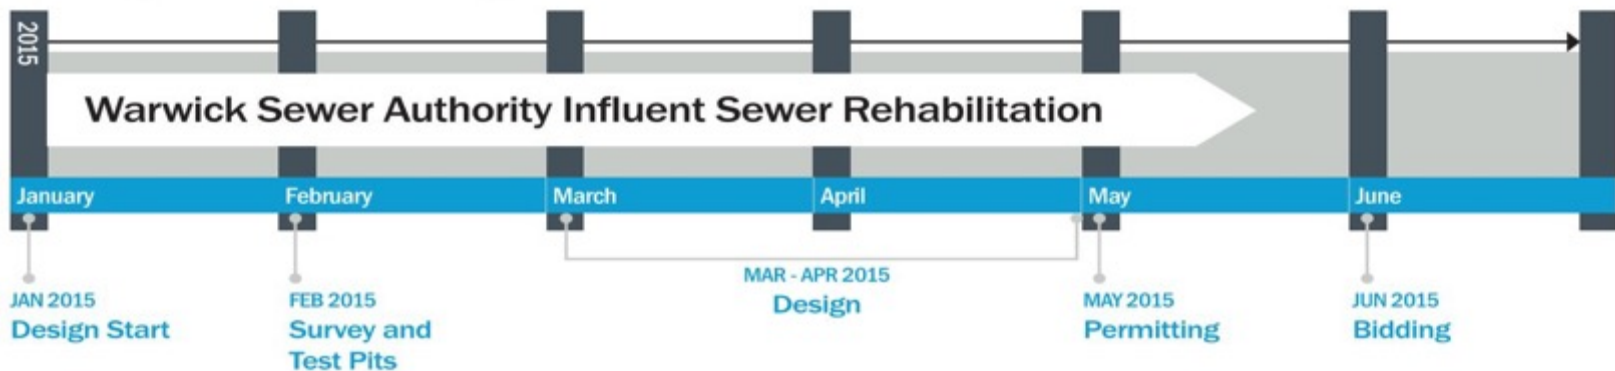 2015
Warwick Sewer Authority Influent Sewer Rehabilitation
January February March April May June
JAN 2015
Design Start
FEB 2015
Survey and
Test Pits
MAR - APR 2015
Design
MAY 2015
Permitting
JUN 2015
Bidding